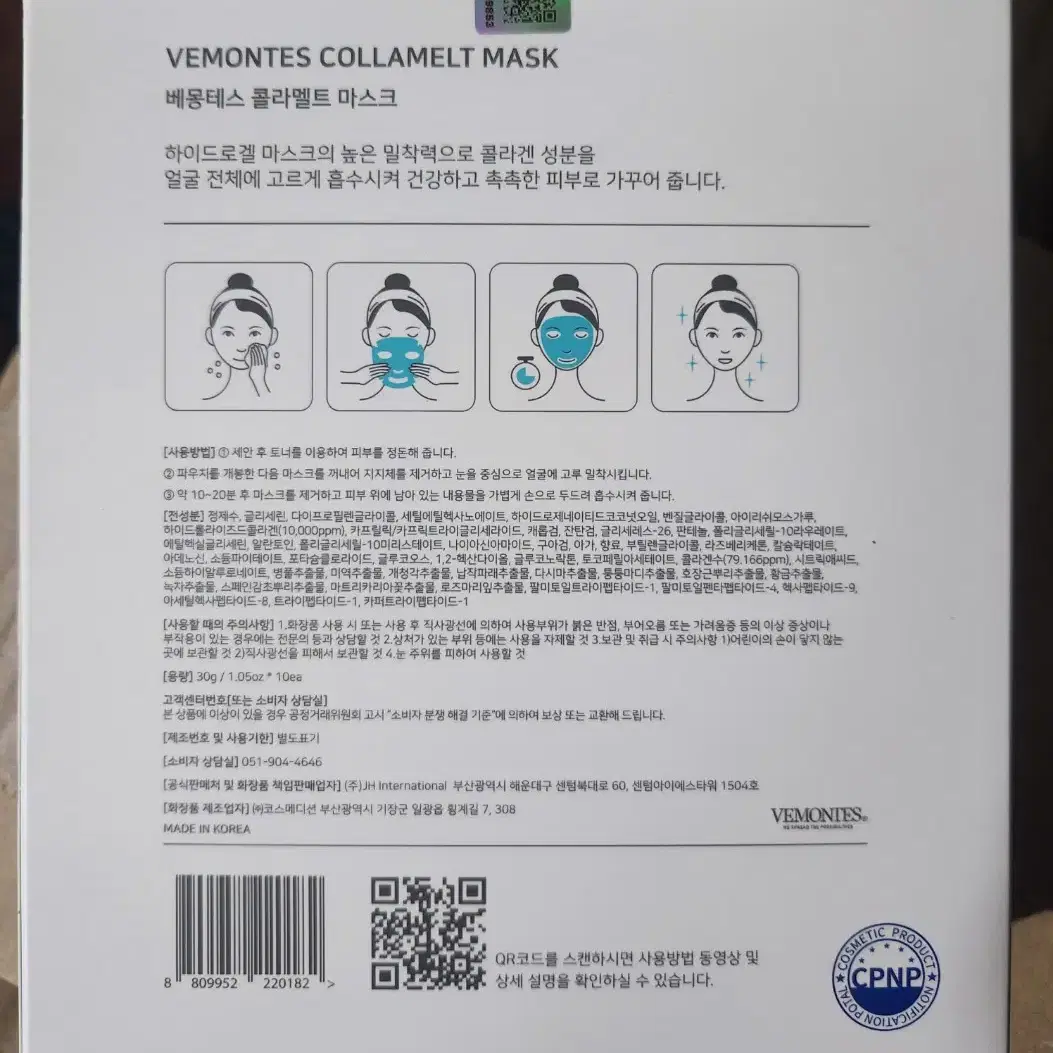 9853
VEMONTES COLLAMELT MASK
베몽테스 콜라멜트 마스크
하이드로겔 마스크의 높은 밀착력으로 콜라겐 성분을
얼굴 전체에 고르게 흡수시켜 건강하고 촉촉한 피부로 가꾸어 줍니다.
[사용방법] ① 세안 후 토너를 이용하여 피부를 정돈해 줍니다.
② 파우치를 개봉한 다음 마스크를 꺼내어 지지체를 제거하고 눈을 중심으로 얼굴에 고루 밀착시킵니다.
③ 약 10~20분 후 마스크를 제거하고 피부 위에 남아 있는 내용물을 가볍게 손으로 두드려 흡수시켜 줍니다.
[전성분] 정제수, 글리세린, 다이프로필렌글라이콜, 세틸에틸헥사노에이트, 하이드로제네이티드코코넛오일, 벤질글라이콜, 아이리쉬모스가루,
하이드롤라이즈드콜라겐(10,000ppm), 카프릴릭/카프릭트라이글리세라이드, 캐롭검, 잔탄검, 글리세레스-26, 판테놀, 폴리글리세릴-10라우레이트,
에틸헥실글리세린, 알란토인, 폴리글리세릴-10미리스테이트, 나이아신아마이드, 구아검, 아가, 향료, 부틸렌글라이콜, 라즈베리케톤, 칼슘락테이트,
아데노신, 소듐파이테이트, 포타슘클로라이드, 글루코오스, 1,2-헥산다이올, 글루코노락톤, 토코페릴아세테이트, 콜라겐수(79.166ppm), 시트릭애씨드,
소듐하이알루로네이트, 병풀추출물, 미역추출물, 개청각추출물, 납작파래추출물, 다시마추출물, 퉁퉁마디추출물, 호장근뿌리추출물, 황금추출물,
녹차추출물, 스페인감초뿌리추출물, 마트리카리아꽃추출물, 로즈마리잎추출물, 팔미토일트라이펩타이드-1, 팔미토일펜타펩타이드-4, 헥사펩타이드-9,
아세틸헥사펩타이드-8, 트라이펩타이드-1, 카퍼트라이펩타이드-1
[사용할 때의 주의사항] 1.화장품 사용 시 또는 사용 후 직사광선에 의하여 사용부위가 붉은 반점, 부어오름 또는 가려움증 등의 이상 증상이나
부작용이 있는 경우에는 전문의 등과 상담할 것 2.상처가 있는 부위 등에는 사용을 자제할 것 3.보관 및 취급 시 주의사항 1)어린이의 손이 닿지 않는
곳에 보관할 것 2)직사광선을 피해서 보관할 것 4.눈 주위를 피하여 사용할 것
[용량] 30g / 1.05oz * 10ea
고객센터번호[또는 소비자 상담실]
본 상품에 이상이 있을 경우 공정거래위원회 고시 "소비자 분쟁 해결 기준"에 의하여 보상 또는 교환해 드립니다.
[제조번호 및 사용기한] 별도표기
[소비자 상담실] 051-904-4646
[공식판매처 및 화장품 책임판매업자] (주)JH International 부산광역시 해운대구 센텀북대로 60, 센텀아이에스타워 1504호
[화장품 제조업자] ㈜코스메디션 부산광역시 기장군 일광읍 횡계길 7, 308
MADE IN KOREA
VEMONTES®
WE SPREAD THE POSSIBILITIES
8 809952 220182 >
QR코드를 스캔하시면 사용방법 동영상 및
상세 설명을 확인하실 수 있습니다.
COSMETIC PRODUCT
CPNP
NOTIFICATION POTAL